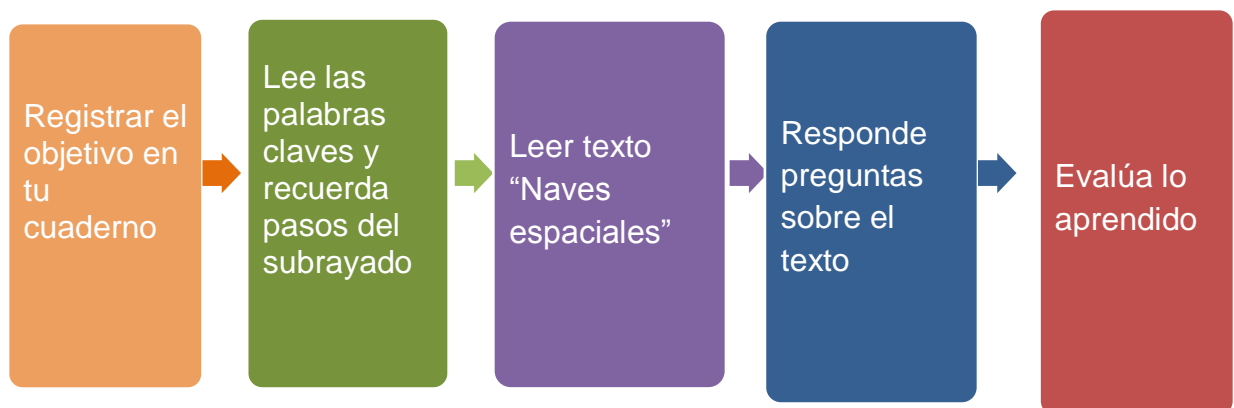 Registrar el
objetivo en
tu
cuaderno
Lee las
palabras
claves y
recuerda
pasos del
subrayado
Leer texto
“Naves
espaciales”
Responde
preguntas
sobre el
texto
Evalúa lo
aprendido